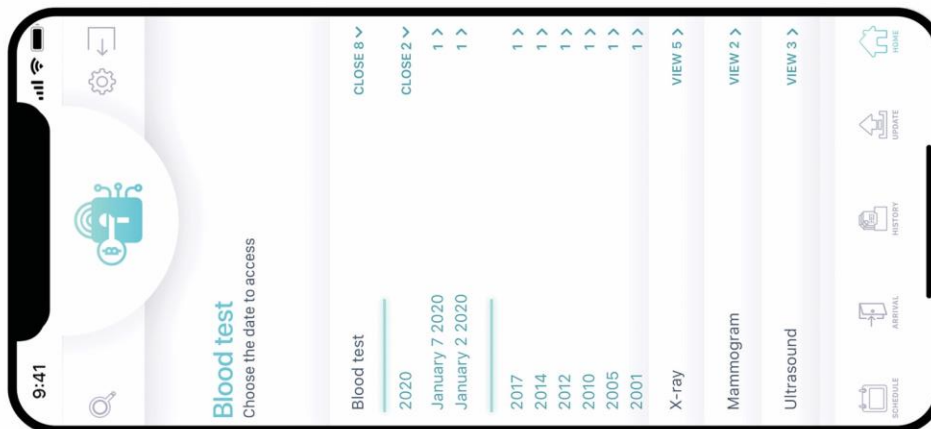 9:41
Blood test
Choose the date to access
Blood test CLOSE 8
2020 CLOSE 2
January 7 2020 1
January 2 2020 1
2017 1
2014 1
2012 1
2010 1
2005 1
2001 1
X-ray VIEW 5
Mammogram VIEW 2
Ultrasound VIEW 3
SCHEDULE ARRIVAL HISTORY UPDATE HOME